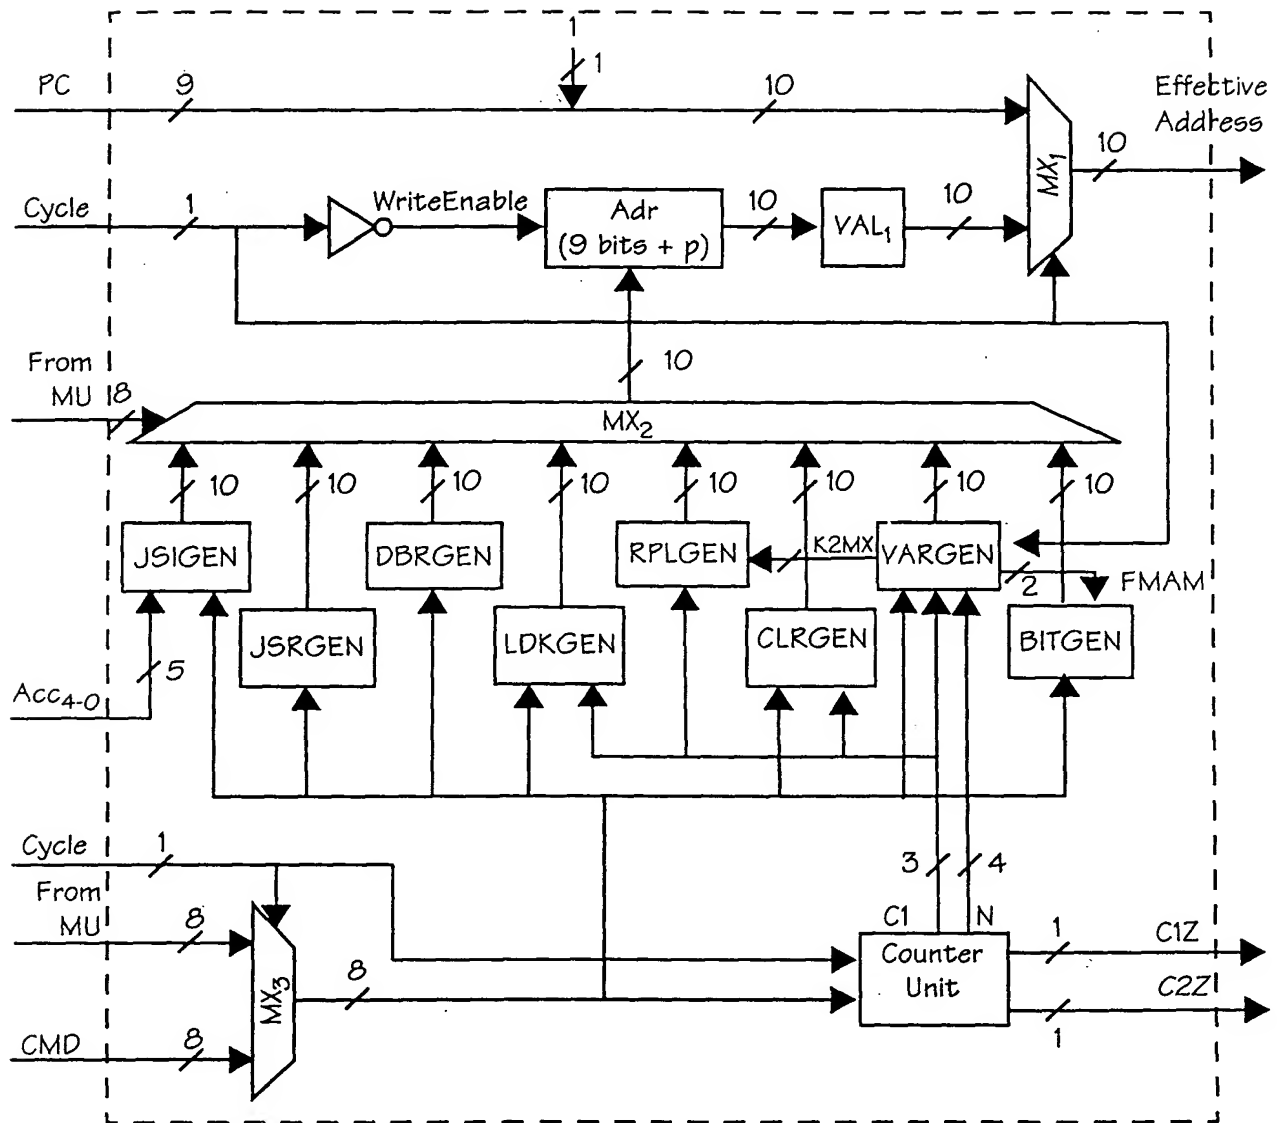 1
PC
9
1
10
Effective
Address
MX1
10
Cycle
1
WriteEnable
Adr
(9 bits + p)
10
VAL1
10
From
MU
8
10
MX2
10
10
10
10
10
10
10
10
JSIGEN
DBRGEN
RPLGEN
K2MX
VARGEN
2
FMAM
JSRGEN
LDKGEN
CLRGEN
BITGEN
5
Acc4-0
Cycle
1
3
4
From
MU
8
C1
N
MX3
8
Counter
Unit
1
C1Z
C2Z
1
CMD
8